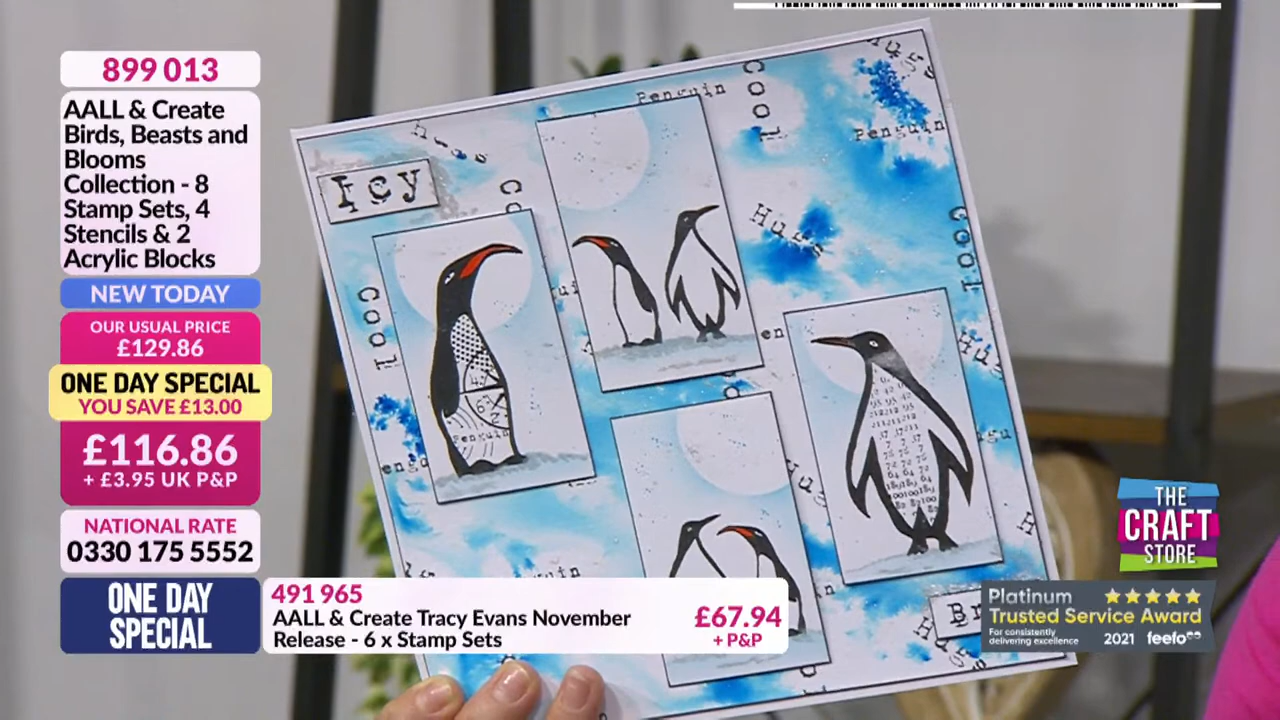 899 013
AALL & Create
Birds, Beasts and
Blooms
Collection - 8
Stamp Sets, 4
Stencils & 2
Acrylic Blocks
NEW TODAY
OUR USUAL PRICE
£129.86
ONE DAY SPECIAL
YOU SAVE £13.00
£116.86
+ £3.95 UK P&P
NATIONAL RATE
0330 175 5552
ONE DAY
SPECIAL
491 965
AALL & Create Tracy Evans November
Release - 6 x Stamp Sets
£67.94
+ P&P
THE
CRAFT
STORE
Platinum
Trusted Service Award
For consistently
delivering excellence
2021 feefo
Icy
Hugs
Penguin
Cool
Hugs
Penguin
Hugs
Cool
Cool
Penguin